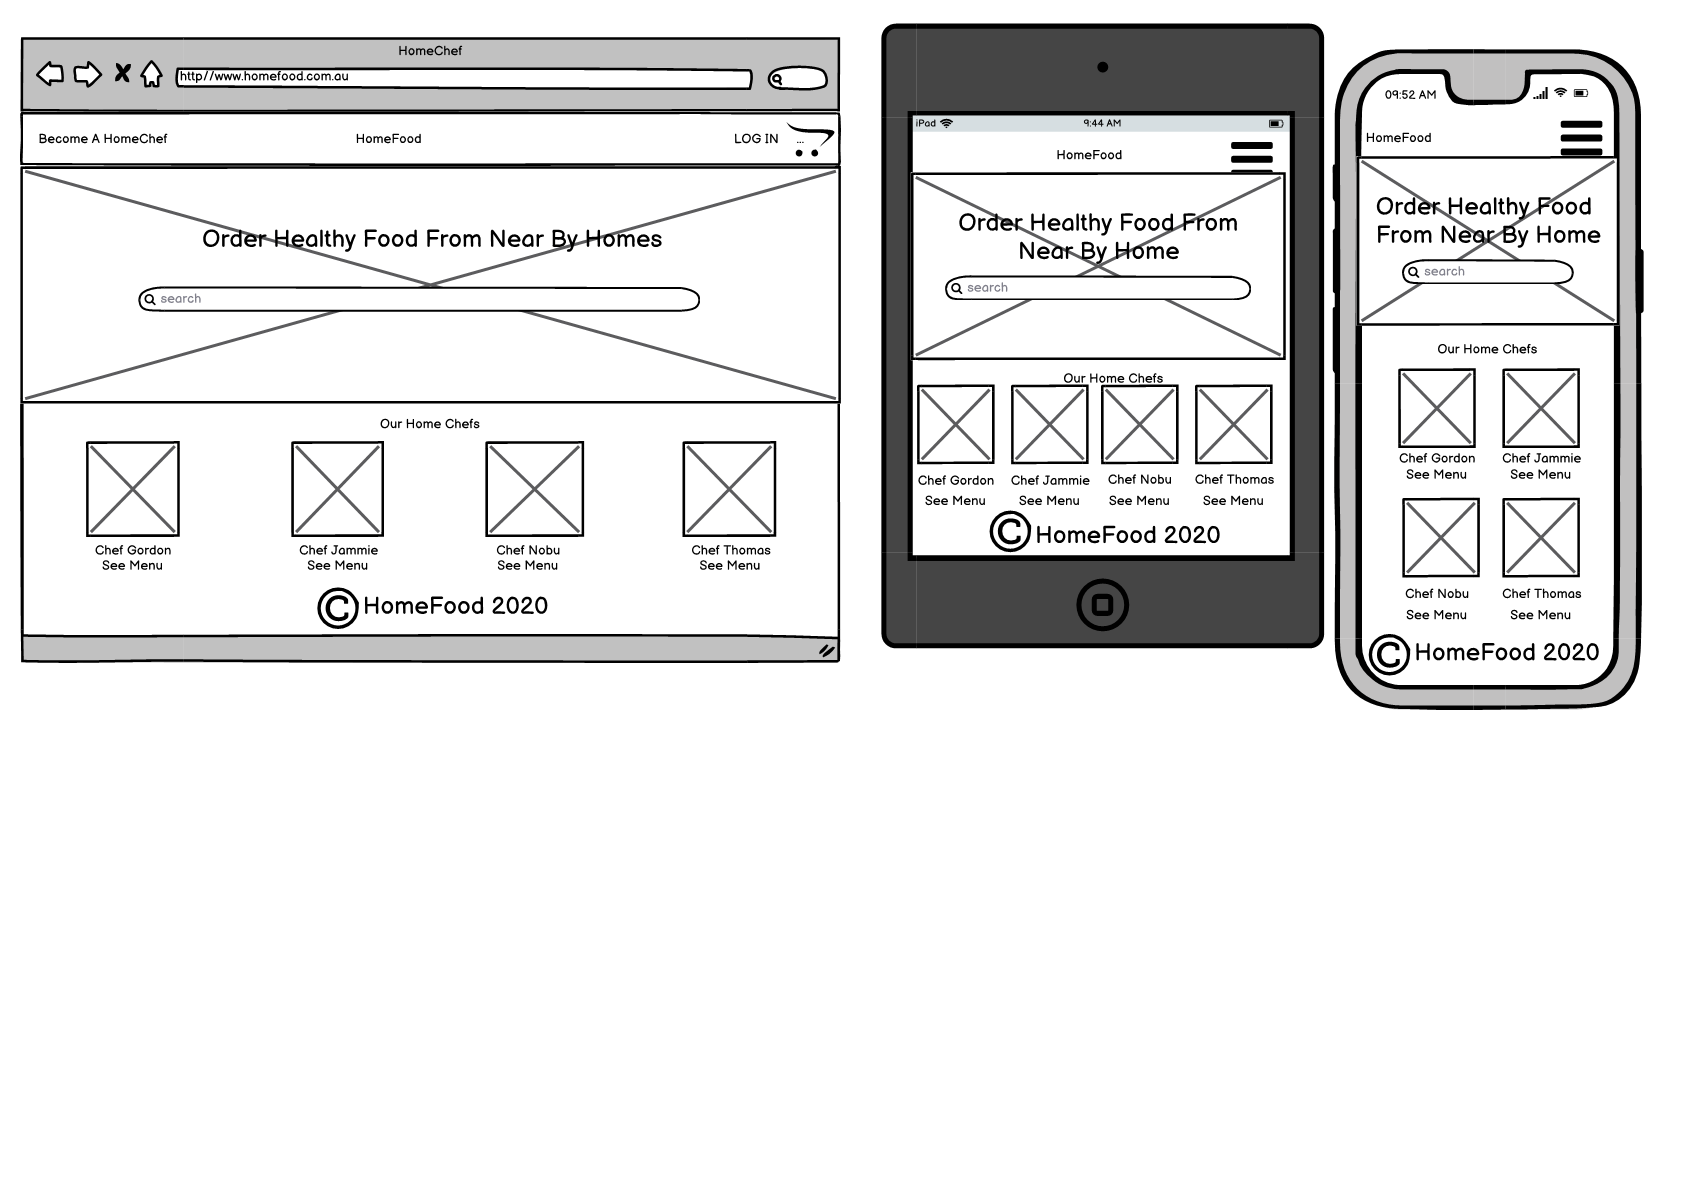 HomeChef
http//www.homefood.com.au
Become A HomeChef
HomeFood
LOG IN
...
Order Healthy Food From Near By Homes
search
Our Home Chefs
Chef Gordon
See Menu
Chef Jammie
See Menu
Chef Nobu
See Menu
Chef Thomas
See Menu
© HomeFood 2020
iPad
9:44 AM
HomeFood
Order Healthy Food From
Near By Home
search
Our Home Chefs
Chef Gordon
See Menu
Chef Jammie
See Menu
Chef Nobu
See Menu
Chef Thomas
See Menu
© HomeFood 2020
09:52 AM
HomeFood
Order Healthy Food
From Near By Home
search
Our Home Chefs
Chef Gordon
See Menu
Chef Jammie
See Menu
Chef Nobu
See Menu
Chef Thomas
See Menu
© HomeFood 2020